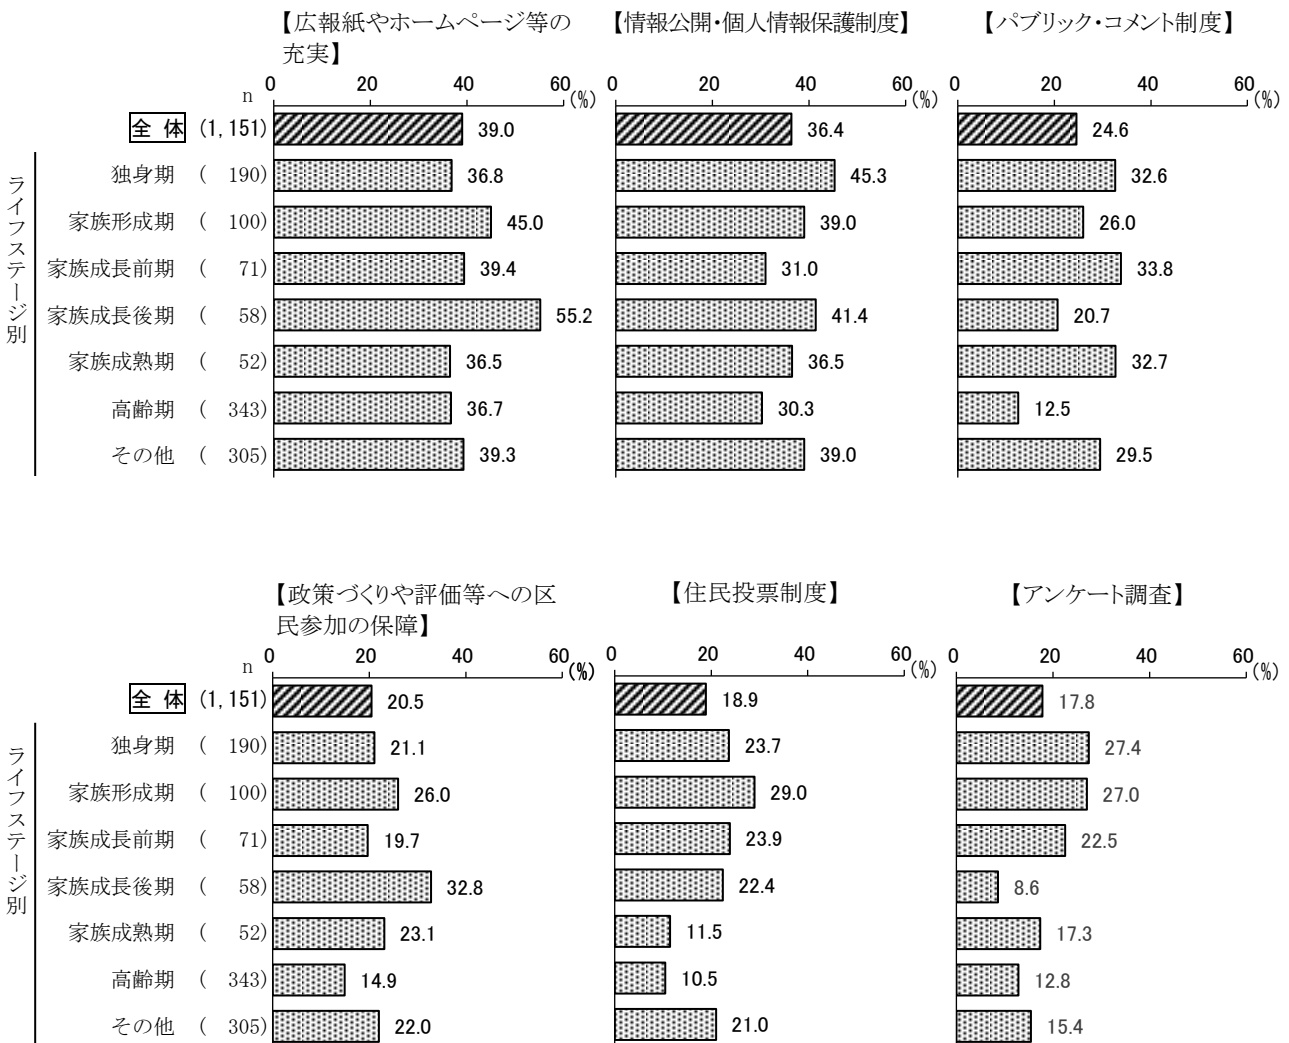 【広報紙やホームページ等の充実】
【情報公開・個人情報保護制度】
【パブリック・コメント制度】
n 0 20 40 60 (%) 0 20 40 60 (%) 0 20 40 60 (%)
全 体 (1,151) 39.0 36.4 24.6
ライフステージ別
独身期 ( 190) 36.8 45.3 32.6
家族形成期 ( 100) 45.0 39.0 26.0
家族成長前期 ( 71) 39.4 31.0 33.8
家族成長後期 ( 58) 55.2 41.4 20.7
家族成熟期 ( 52) 36.5 36.5 32.7
高齢期 ( 343) 36.7 30.3 12.5
その他 ( 305) 39.3 39.0 29.5
【政策づくりや評価等への区民参加の保障】
【住民投票制度】
【アンケート調査】
n 0 20 40 60 (%) 0 20 40 60 (%) 0 20 40 60 (%)
全 体 (1,151) 20.5 18.9 17.8
ライフステージ別
独身期 ( 190) 21.1 23.7 27.4
家族形成期 ( 100) 26.0 29.0 27.0
家族成長前期 ( 71) 19.7 23.9 22.5
家族成長後期 ( 58) 32.8 22.4 8.6
家族成熟期 ( 52) 23.1 11.5 17.3
高齢期 ( 343) 14.9 10.5 12.8
その他 ( 305) 22.0 21.0 15.4